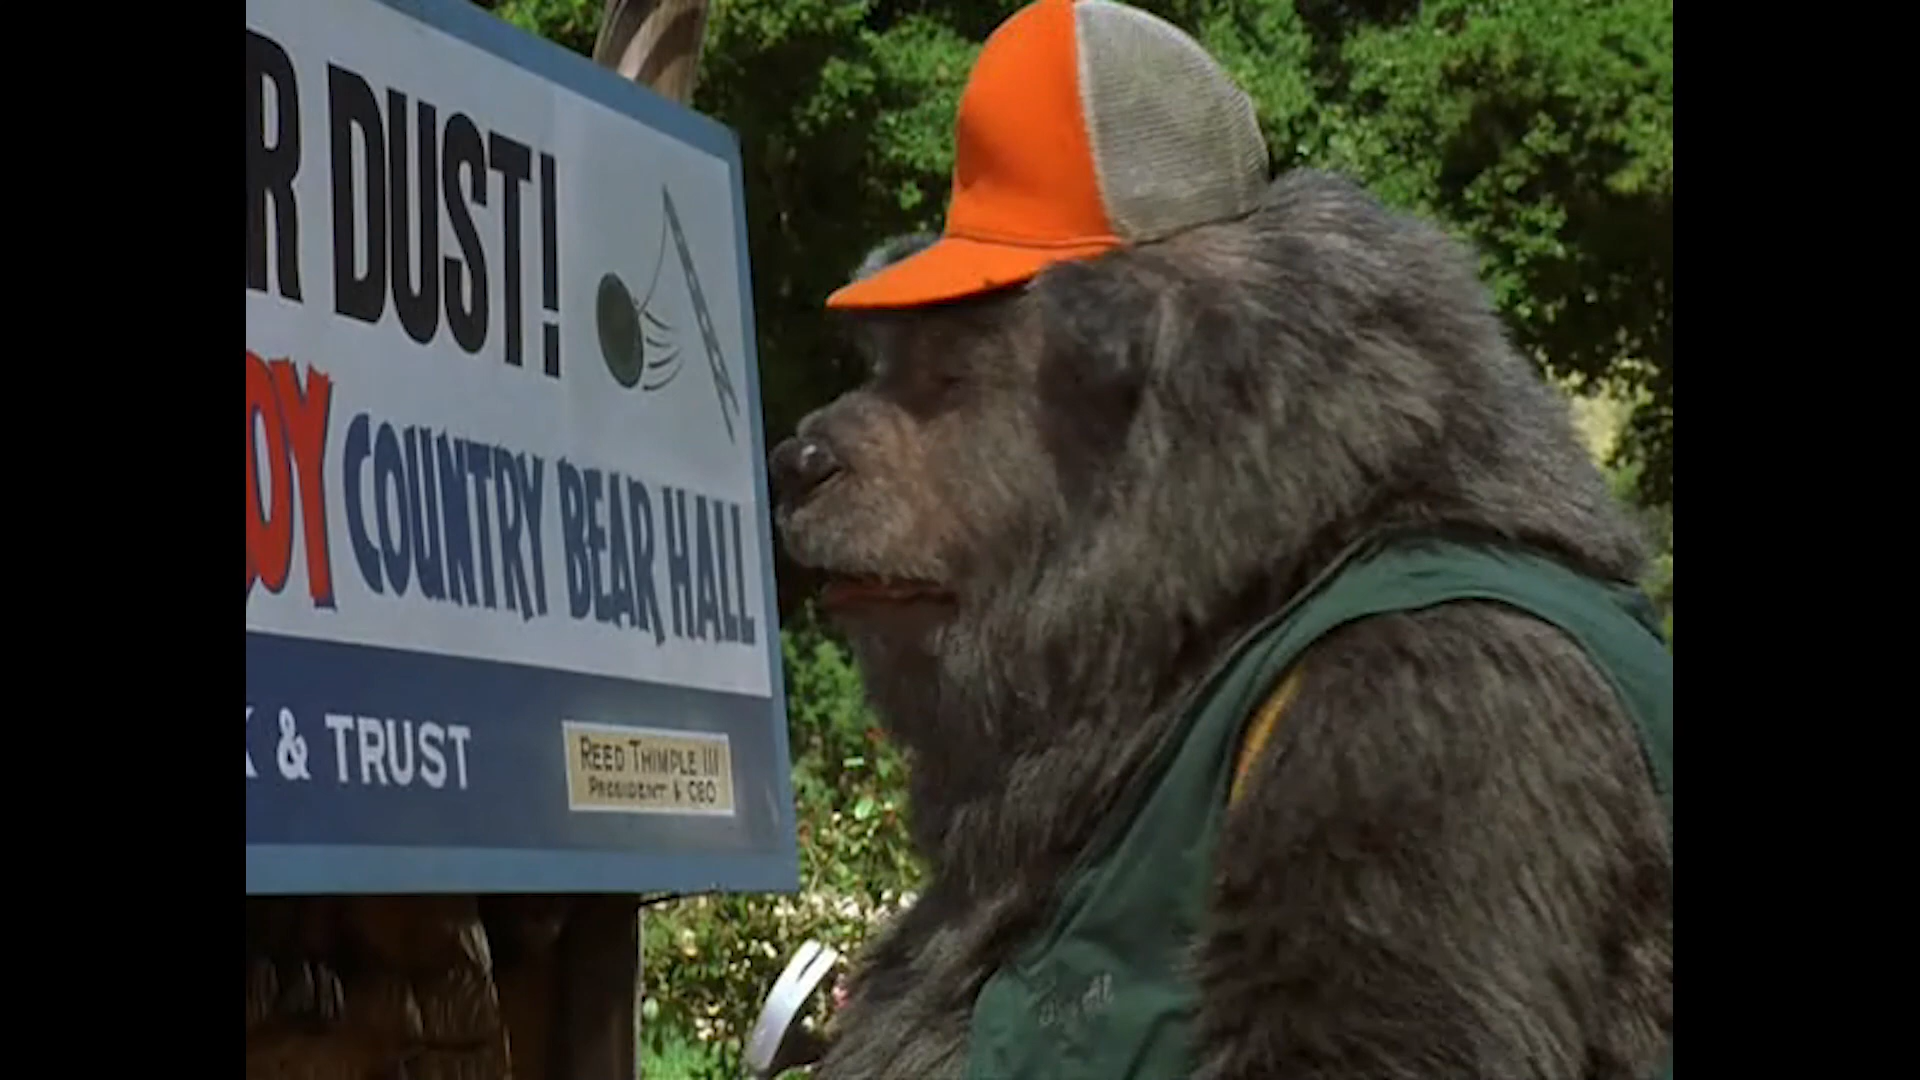 R DUST!
OY COUNTRY BEAR HALL
& TRUST
REED THIMPLE III
PRESIDENT & CEO